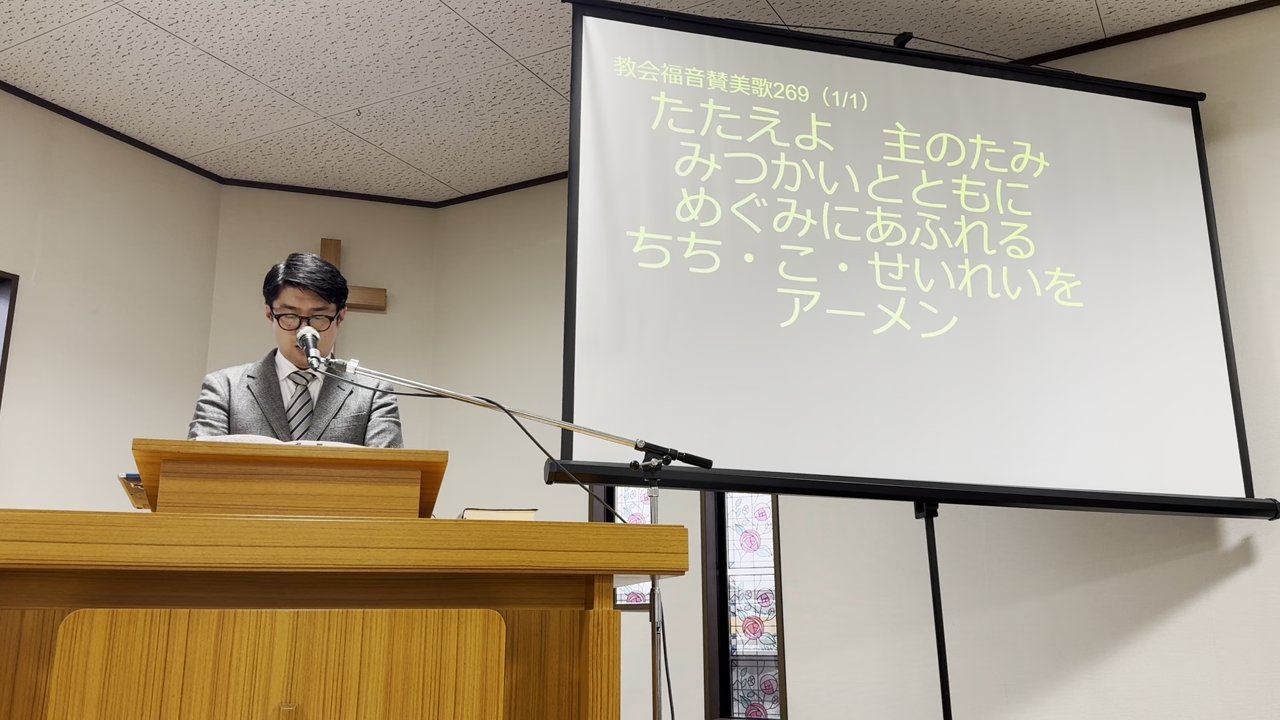 教会福音賛美歌269（1/1）
たたえよ　主のたみ
みつかいとともに
めぐみにあふれる
ちち・こ・せいれいを
アーメン